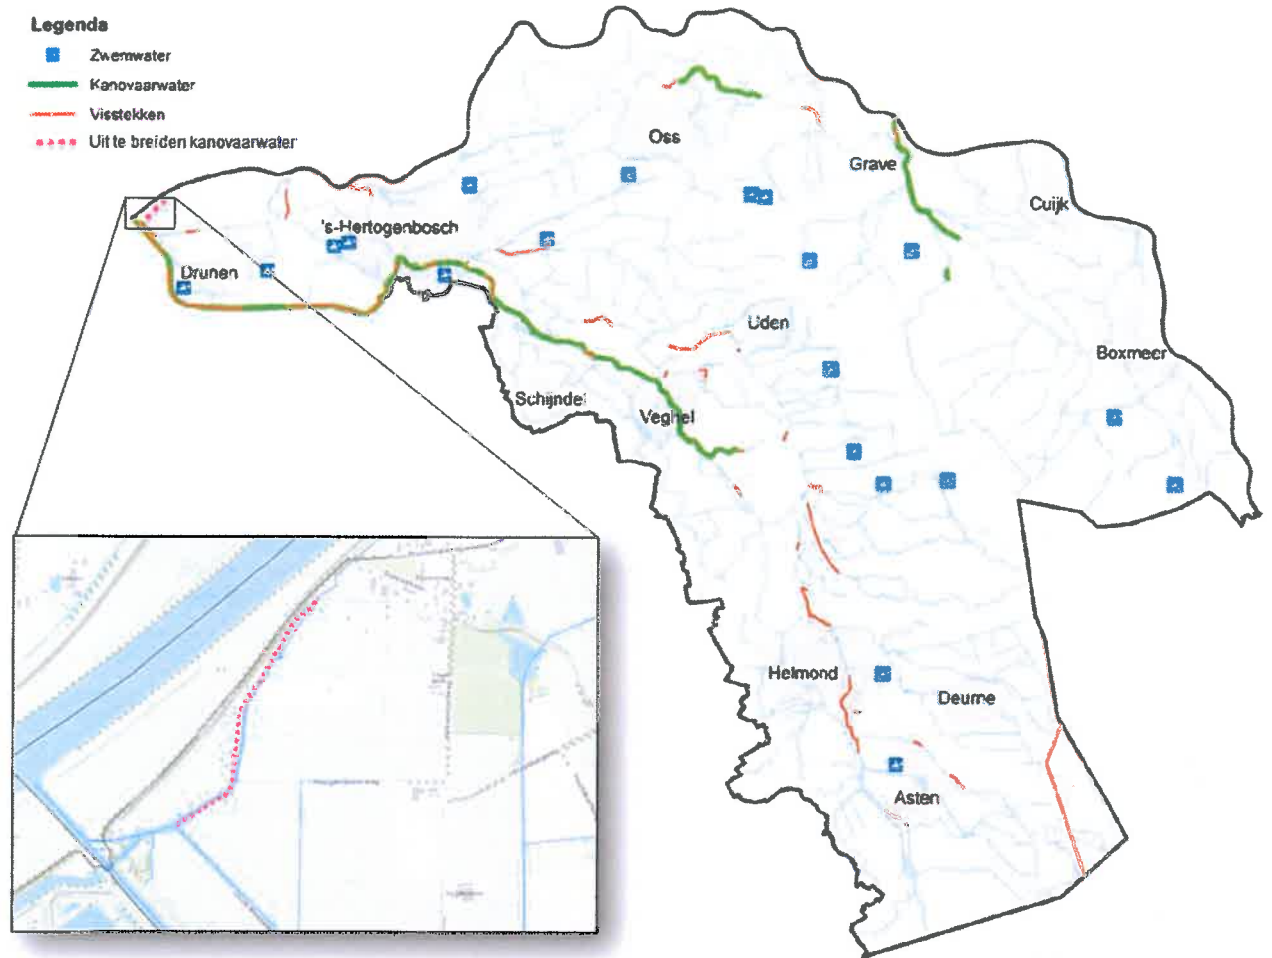 Legenda
Zwemwater
Kanovaarwater
Visstekken
Uit te breiden kanovaarwater
Oss
Grave
Cuijk
's-Hertogenbosch
Drunen
Uden
Boxmeer
Schijndel
Veghel
Helmond
Deurne
Asten